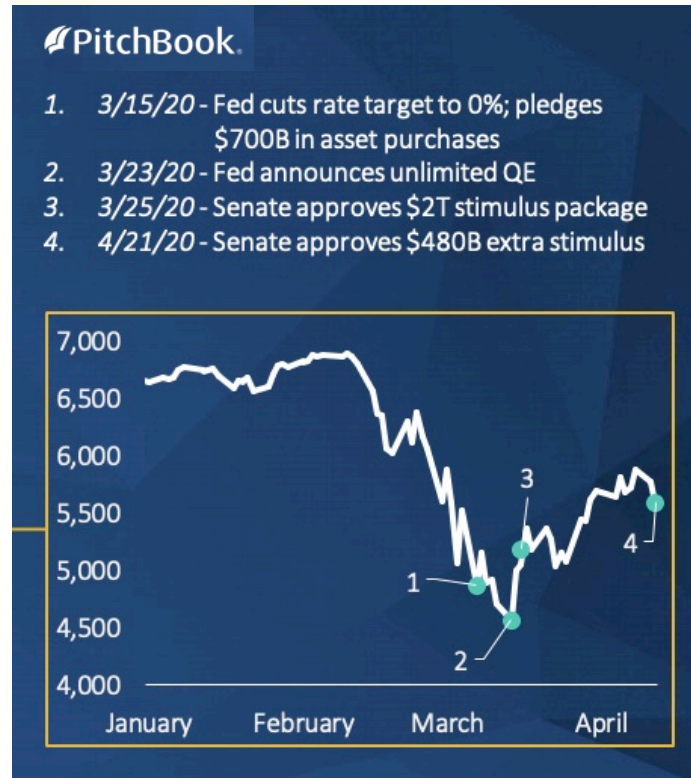 PitchBook.
1. 3/15/20 - Fed cuts rate target to 0%; pledges
$700B in asset purchases
2. 3/23/20 - Fed announces unlimited QE
3. 3/25/20 - Senate approves $2T stimulus package
4. 4/21/20 - Senate approves $480B extra stimulus
7,000
6,500
6,000
5,500
5,000
4,500
4,000
3
1
4
2
January February March April